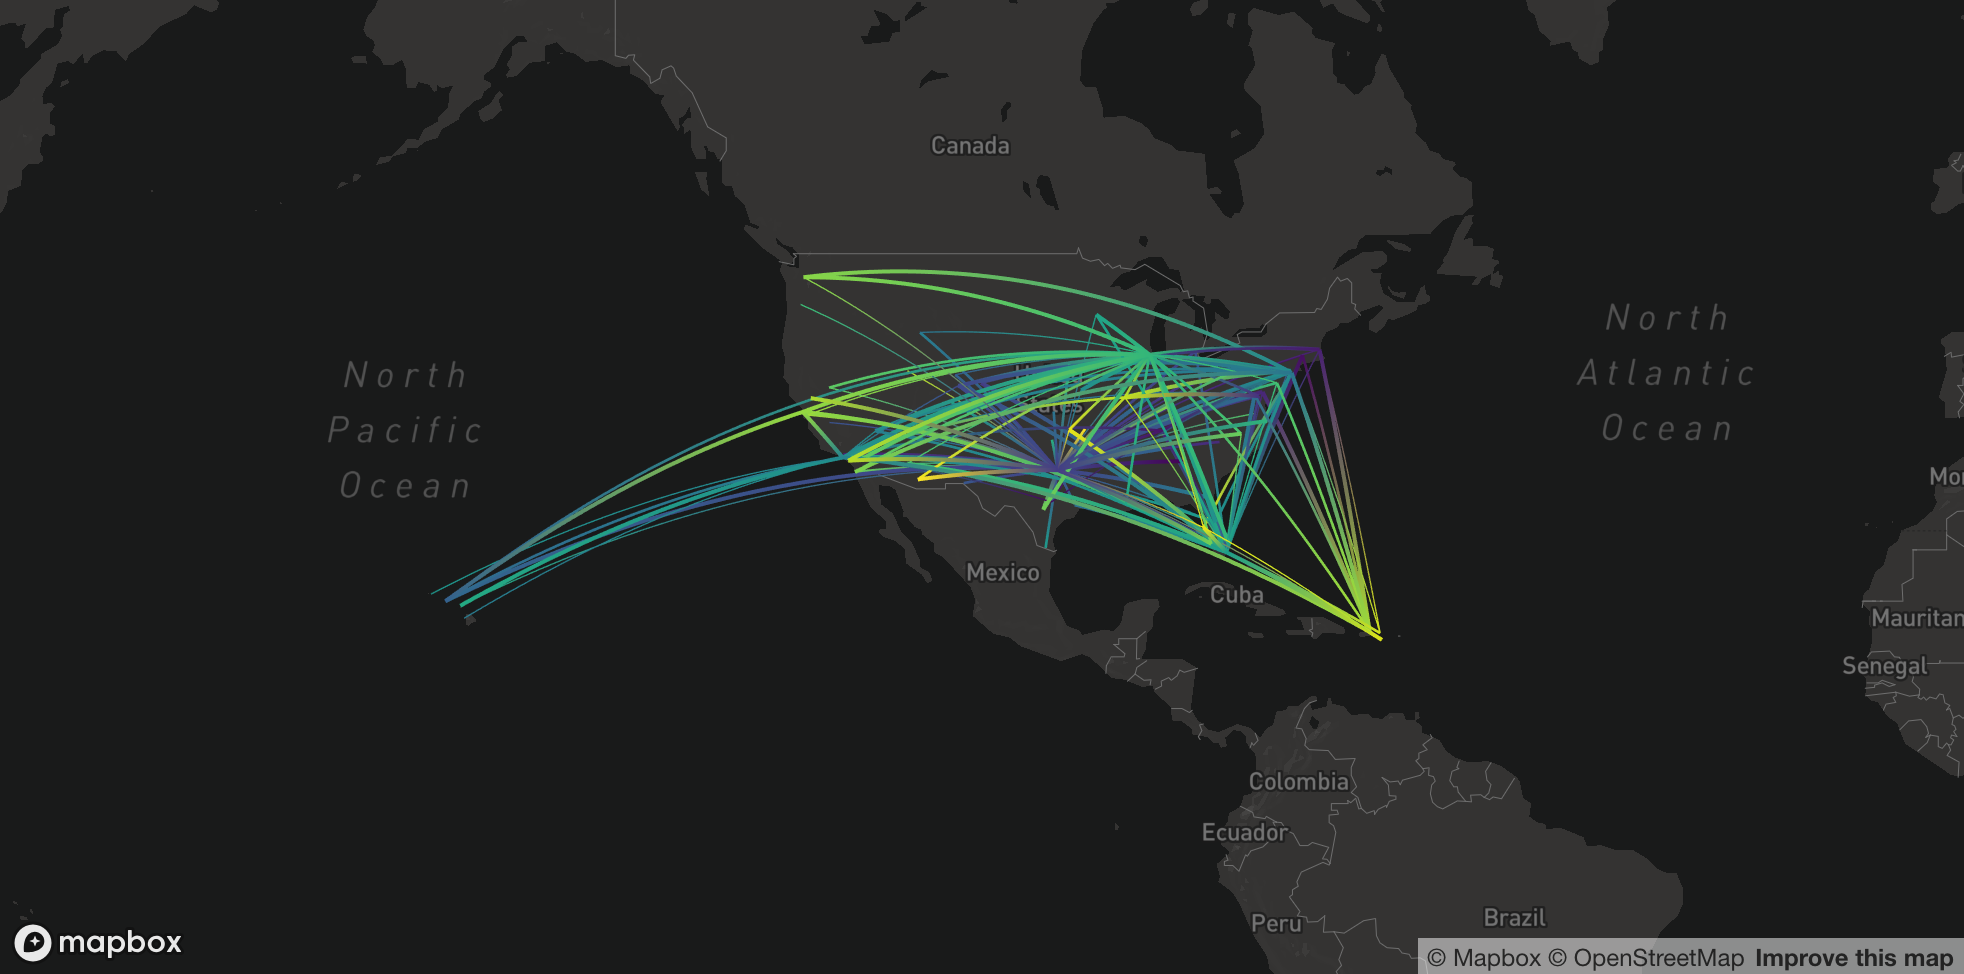 Canada
North
Pacific
Ocean
North
Atlantic
Ocean
Mexico
Cuba
Mauritan
Senegal
Colombia
Ecuador
Peru
Brazil
mapbox
© Mapbox © OpenStreetMap Improve this map